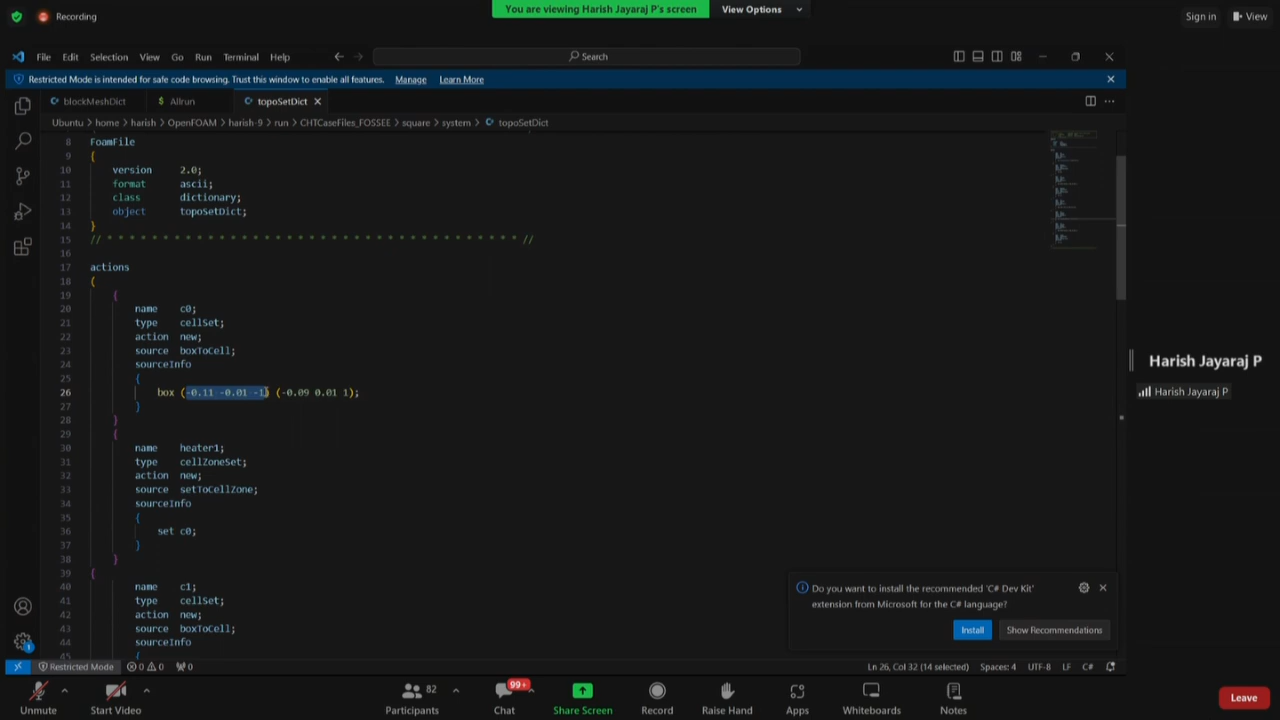 Recording
You are viewing Harish Jayaraj P's screen
View Options
Sign in
View
File Edit Selection View Go Run Terminal Help
Search
Restricted Mode is intended for safe code browsing. Trust this window to enable all features. Manage Learn More
blockMeshDict
Allrun
topoSetDict
Ubuntu > home > harish > OpenFOAM > harish-9 > run > CHTCaseFiles_FOSSEE > square > system > topoSetDict
8 FoamFile
9 {
10 version 2.0;
11 format ascii;
12 class dictionary;
13 object topoSetDict;
14 }
15 // * * * * * * * * * * * * * * * * * * * * * * * * * * * * * * * * * * * * * //
16
17 actions
18 (
19 {
20 name c0;
21 type cellSet;
22 action new;
23 source boxToCell;
24 sourceInfo
25 {
26 box (-0.11 -0.01 -1) (-0.09 0.01 1);
27 }
28 }
29 {
30 name heater1;
31 type cellZoneSet;
32 action new;
33 source setToCellZone;
34 sourceInfo
35 {
36 set c0;
37 }
38 }
39 {
40 name c1;
41 type cellSet;
42 action new;
43 source boxToCell;
44 sourceInfo
45 {
Harish Jayaraj P
Harish Jayaraj P
Do you want to install the recommended 'C# Dev Kit'
extension from Microsoft for the C# language?
Install
Show Recommendations
1
Restricted Mode
0 0
0
Ln 26, Col 32 (14 selected)
Spaces: 4
UTF-8
LF
C#
Unmute
Start Video
82
Participants
99+
Chat
Share Screen
Record
Raise Hand
Apps
Whiteboards
Notes
Leave